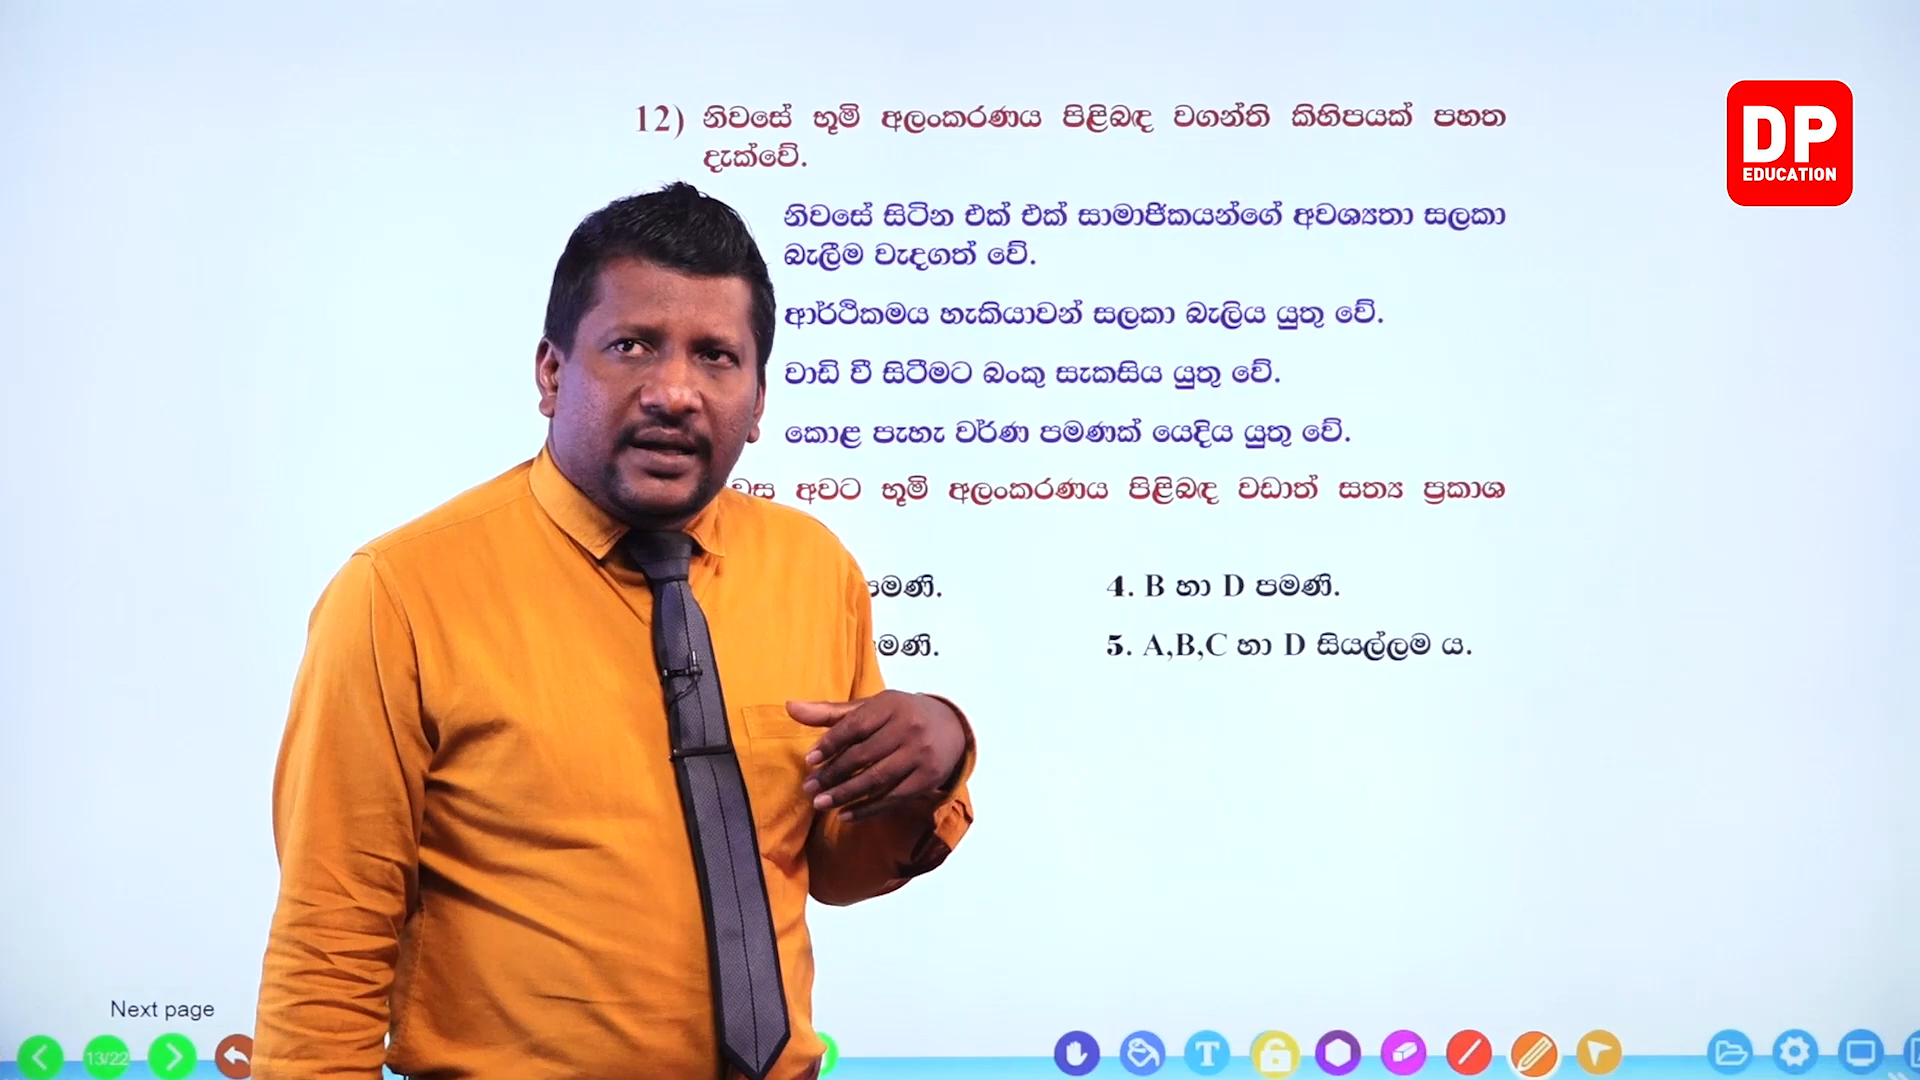 DP
EDUCATION
12) නිවසේ භූමි අලංකරණය පිළිබඳ වගන්ති කිහිපයක් පහත
දැක්වේ.
නිවසේ සිටින එක් එක් සාමාජිකයන්ගේ අවශ්‍යතා සලකා
බැලීම වැදගත් වේ.
ආර්ථිකමය හැකියාවන් සලකා බැලිය යුතු වේ.
වාඩි වී සිටීමට බංකු සැකසිය යුතු වේ.
කොළ පැහැ වර්ණ පමණක් යෙදිය යුතු වේ.
අවට භූමි අලංකරණය පිළිබඳ වඩාත් සත්‍ය ප්‍රකාශ
4. B හා D පමණි.
5. A,B,C හා D සියල්ලම ය.
Next page
13/22
T